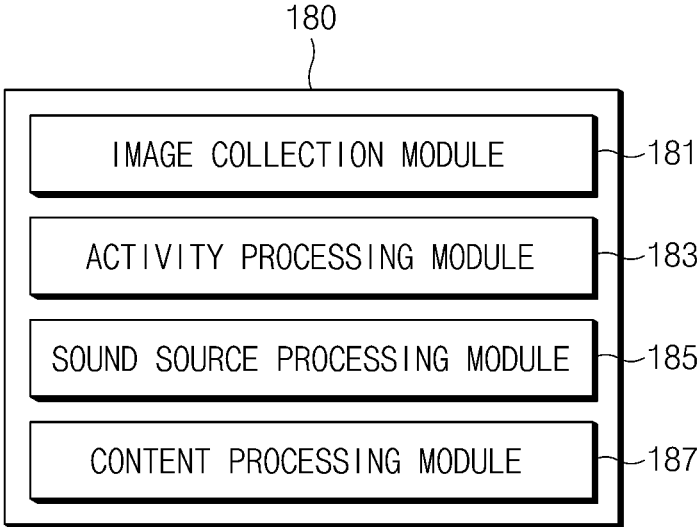 180
IMAGE COLLECTION MODULE 181
ACTIVITY PROCESSING MODULE 183
SOUND SOURCE PROCESSING MODULE 185
CONTENT PROCESSING MODULE 187